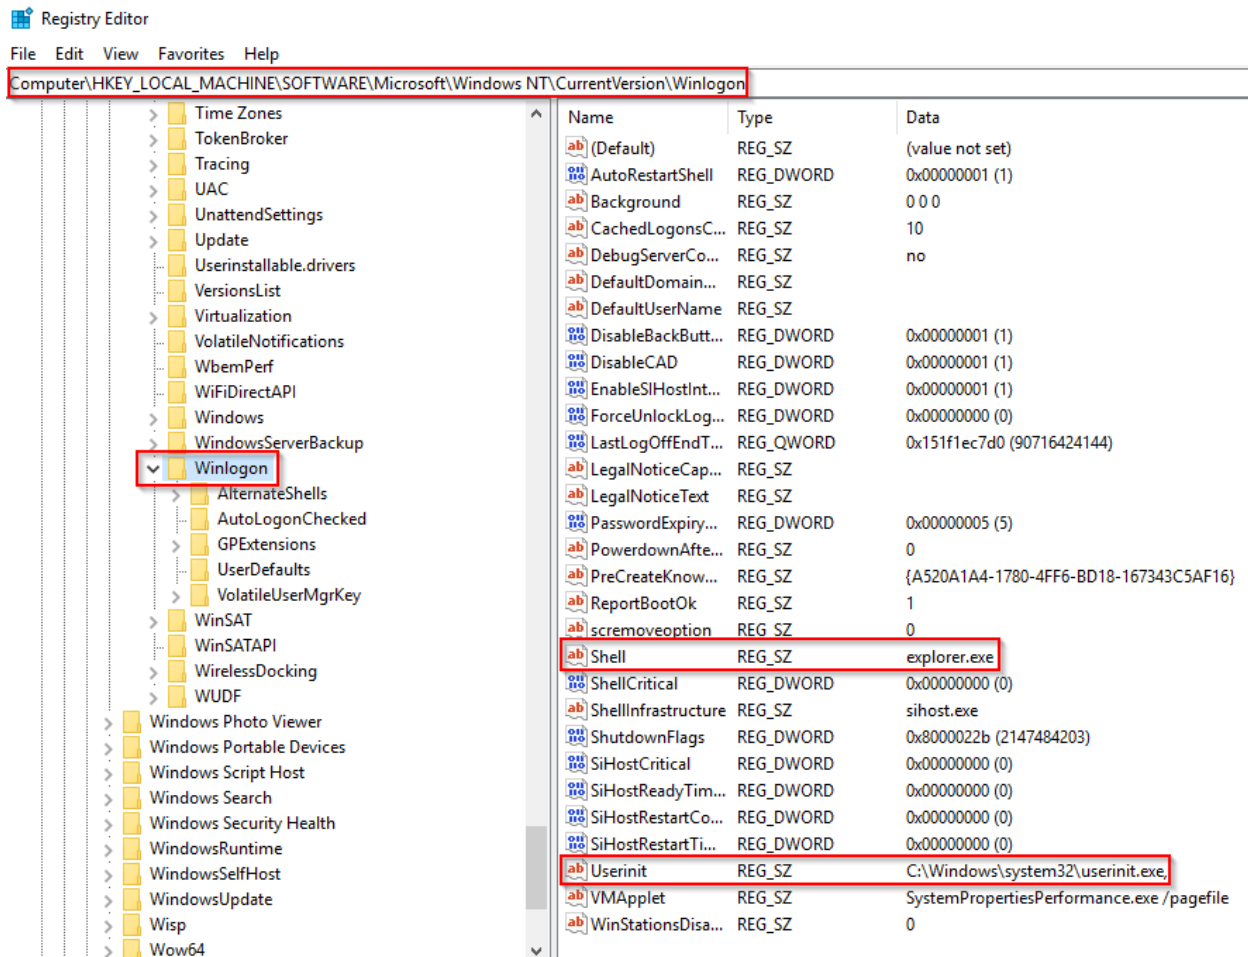 Registry Editor
File Edit View Favorites Help
Computer\HKEY_LOCAL_MACHINE\SOFTWARE\Microsoft\Windows NT\CurrentVersion\Winlogon
Time Zones
TokenBroker
Tracing
UAC
UnattendSettings
Update
Userinstallable.drivers
VersionsList
Virtualization
VolatileNotifications
WbemPerf
WiFiDirectAPI
Windows
WindowsServerBackup
Winlogon
AlternateShells
AutoLogonChecked
GPExtensions
UserDefaults
VolatileUserMgrKey
WinSAT
WinSATAPI
WirelessDocking
WUDF
Windows Photo Viewer
Windows Portable Devices
Windows Script Host
Windows Search
Windows Security Health
WindowsRuntime
WindowsSelfHost
WindowsUpdate
Wisp
Wow64
Name Type Data
(Default) REG_SZ (value not set)
AutoRestartShell REG_DWORD 0x00000001 (1)
Background REG_SZ 0 0 0
CachedLogonsC... REG_SZ 10
DebugServerCo... REG_SZ no
DefaultDomain... REG_SZ
DefaultUserName REG_SZ
DisableBackButt... REG_DWORD 0x00000001 (1)
DisableCAD REG_DWORD 0x00000001 (1)
EnableSIHostInt... REG_DWORD 0x00000001 (1)
ForceUnlockLog... REG_DWORD 0x00000000 (0)
LastLogOffEndT... REG_QWORD 0x151f1ec7d0 (90716424144)
LegalNoticeCap... REG_SZ
LegalNoticeText REG_SZ
PasswordExpiry... REG_DWORD 0x00000005 (5)
PowerdownAfte... REG_SZ 0
PreCreateKnow... REG_SZ {A520A1A4-1780-4FF6-BD18-167343C5AF16}
ReportBootOk REG_SZ 1
scremoveoption REG_SZ 0
Shell REG_SZ explorer.exe
ShellCritical REG_DWORD 0x00000000 (0)
ShellInfrastructure REG_SZ sihost.exe
ShutdownFlags REG_DWORD 0x8000022b (2147484203)
SiHostCritical REG_DWORD 0x00000000 (0)
SiHostReadyTim... REG_DWORD 0x00000000 (0)
SiHostRestartCo... REG_DWORD 0x00000000 (0)
SiHostRestartTi... REG_DWORD 0x00000000 (0)
Userinit REG_SZ C:\Windows\system32\userinit.exe,
VMApplet REG_SZ SystemPropertiesPerformance.exe /pagefile
WinStationsDisa... REG_SZ 0